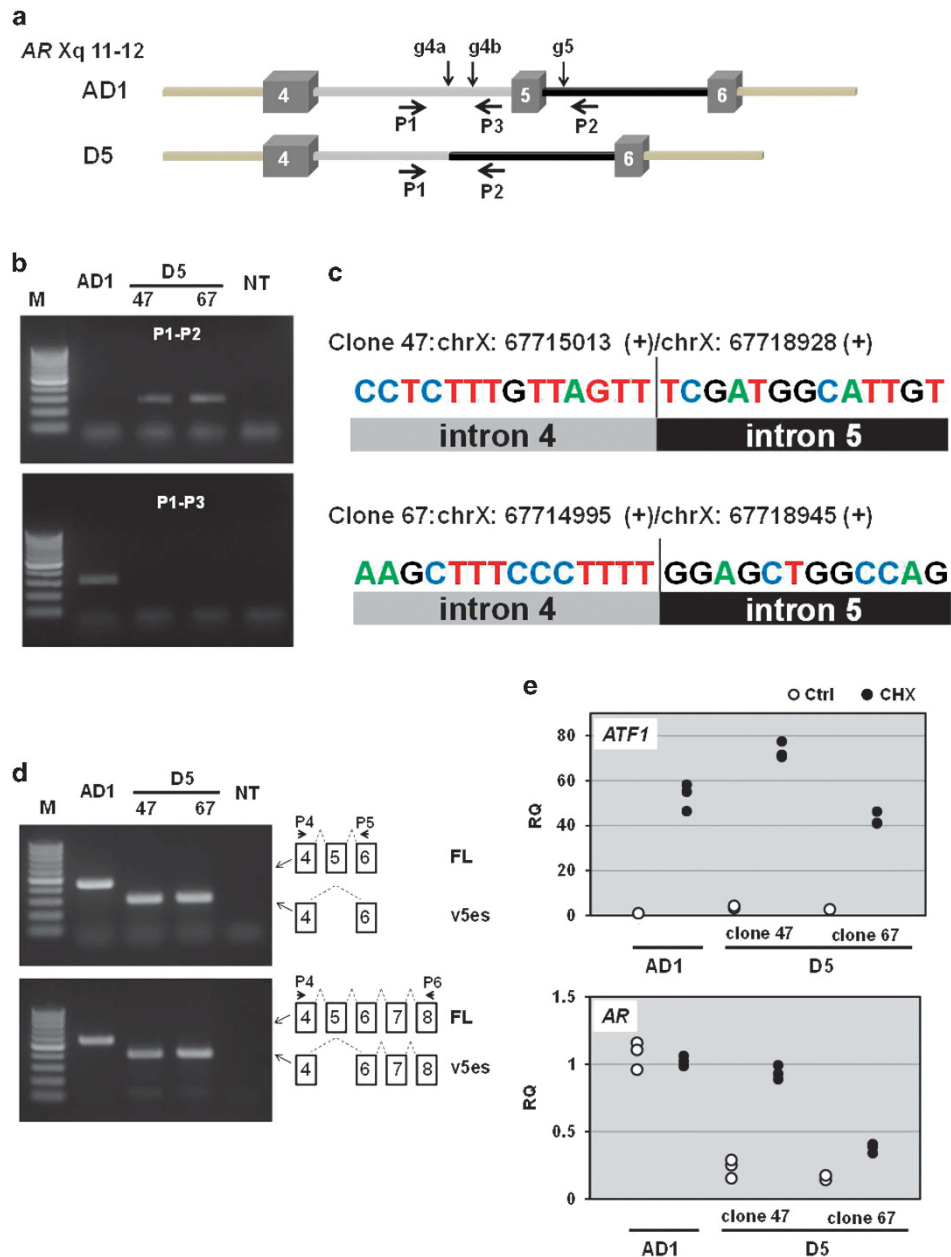 a
AR Xq 11-12
g4a g4b g5
AD1 4 5 6
P1 P3 P2
D5 4 6
P1 P2
b
M AD1 D5 NT
47 67
P1-P2
P1-P3
c
Clone 47:chrX: 67715013 (+)/chrX: 67718928 (+)
CCTCTTTGTTAGTT TCGATGGCATTGT
intron 4 intron 5
Clone 67:chrX: 67714995 (+)/chrX: 67718945 (+)
AAGCTTTCCCTTTT GGAGCTGGCCAG
intron 4 intron 5
d
M AD1 D5 NT
47 67
P4 P5
4 5 6 FL
4 6 v5es
P4 P6
4 5 6 7 8 FL
4 6 7 8 v5es
e
Ctrl CHX
ATF1
RQ
80
60
40
20
0
clone 47 clone 67
AD1 D5
AR
RQ
1.5
1
0.5
0
clone 47 clone 67
AD1 D5